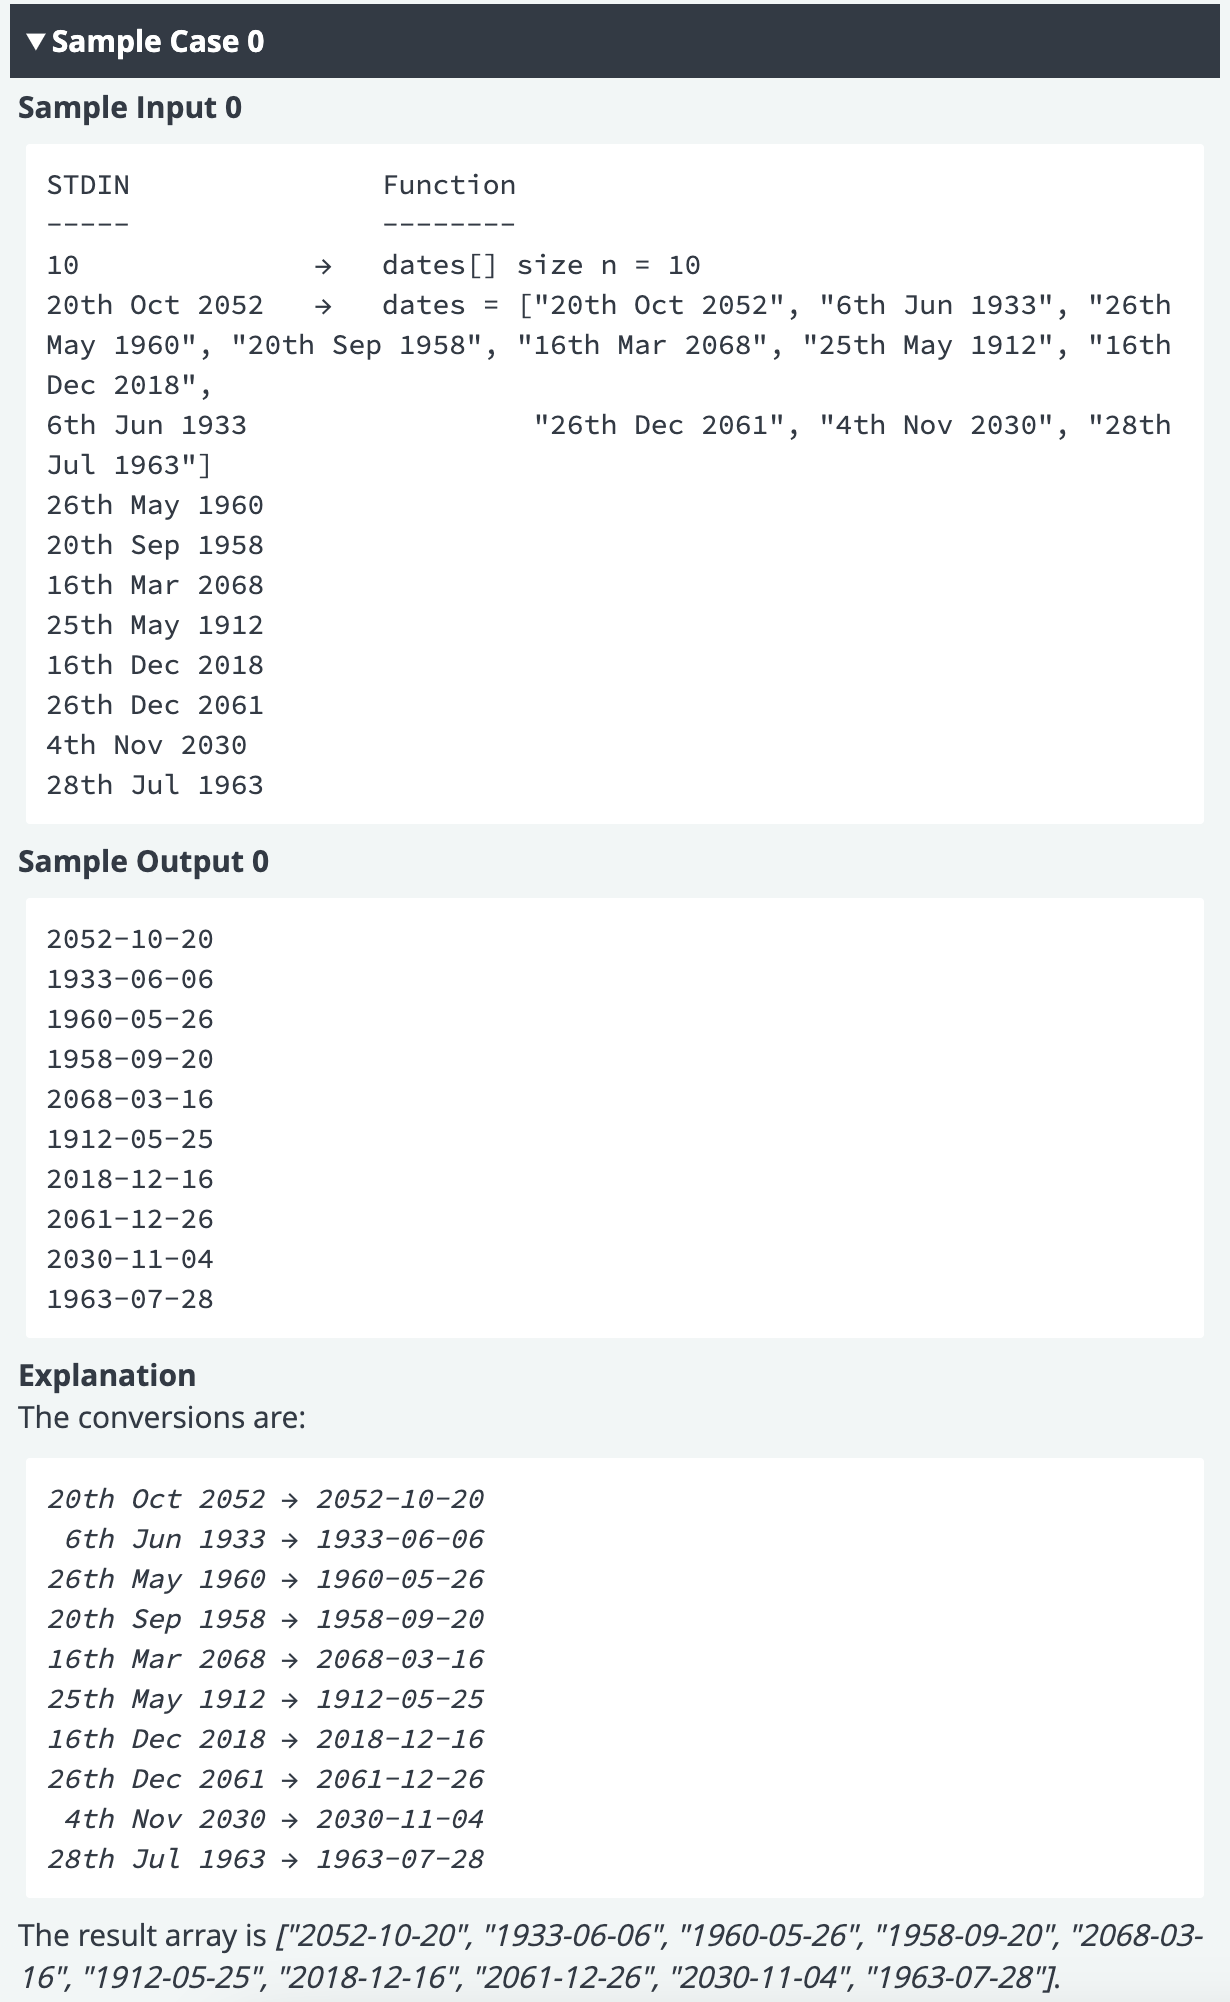 ▼Sample Case 0
Sample Input 0
STDIN               Function
-----               --------
10              →   dates[] size n = 10
20th Oct 2052   →   dates = ["20th Oct 2052", "6th Jun 1933", "26th
May 1960", "20th Sep 1958", "16th Mar 2068", "25th May 1912", "16th
Dec 2018",
6th Jun 1933                 "26th Dec 2061", "4th Nov 2030", "28th
Jul 1963"]
26th May 1960
20th Sep 1958
16th Mar 2068
25th May 1912
16th Dec 2018
26th Dec 2061
4th Nov 2030
28th Jul 1963
Sample Output 0
2052-10-20
1933-06-06
1960-05-26
1958-09-20
2068-03-16
1912-05-25
2018-12-16
2061-12-26
2030-11-04
1963-07-28
Explanation
The conversions are:
20th Oct 2052 → 2052-10-20
 6th Jun 1933 → 1933-06-06
26th May 1960 → 1960-05-26
20th Sep 1958 → 1958-09-20
16th Mar 2068 → 2068-03-16
25th May 1912 → 1912-05-25
16th Dec 2018 → 2018-12-16
26th Dec 2061 → 2061-12-26
 4th Nov 2030 → 2030-11-04
28th Jul 1963 → 1963-07-28
The result array is ["2052-10-20", "1933-06-06", "1960-05-26", "1958-09-20", "2068-03-
16", "1912-05-25", "2018-12-16", "2061-12-26", "2030-11-04", "1963-07-28"].